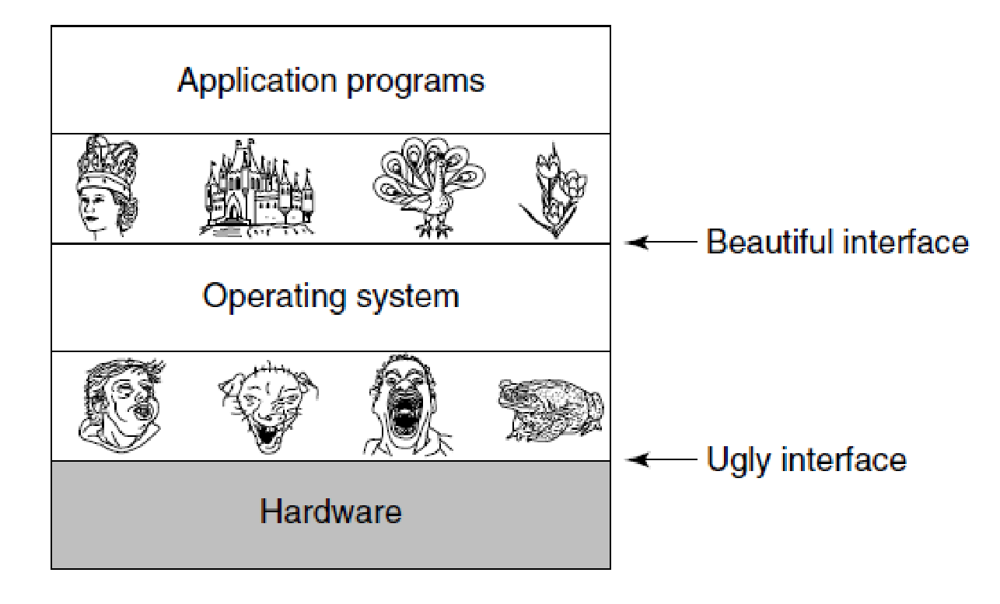 Application programs
Beautiful interface
Operating system
Ugly interface
Hardware